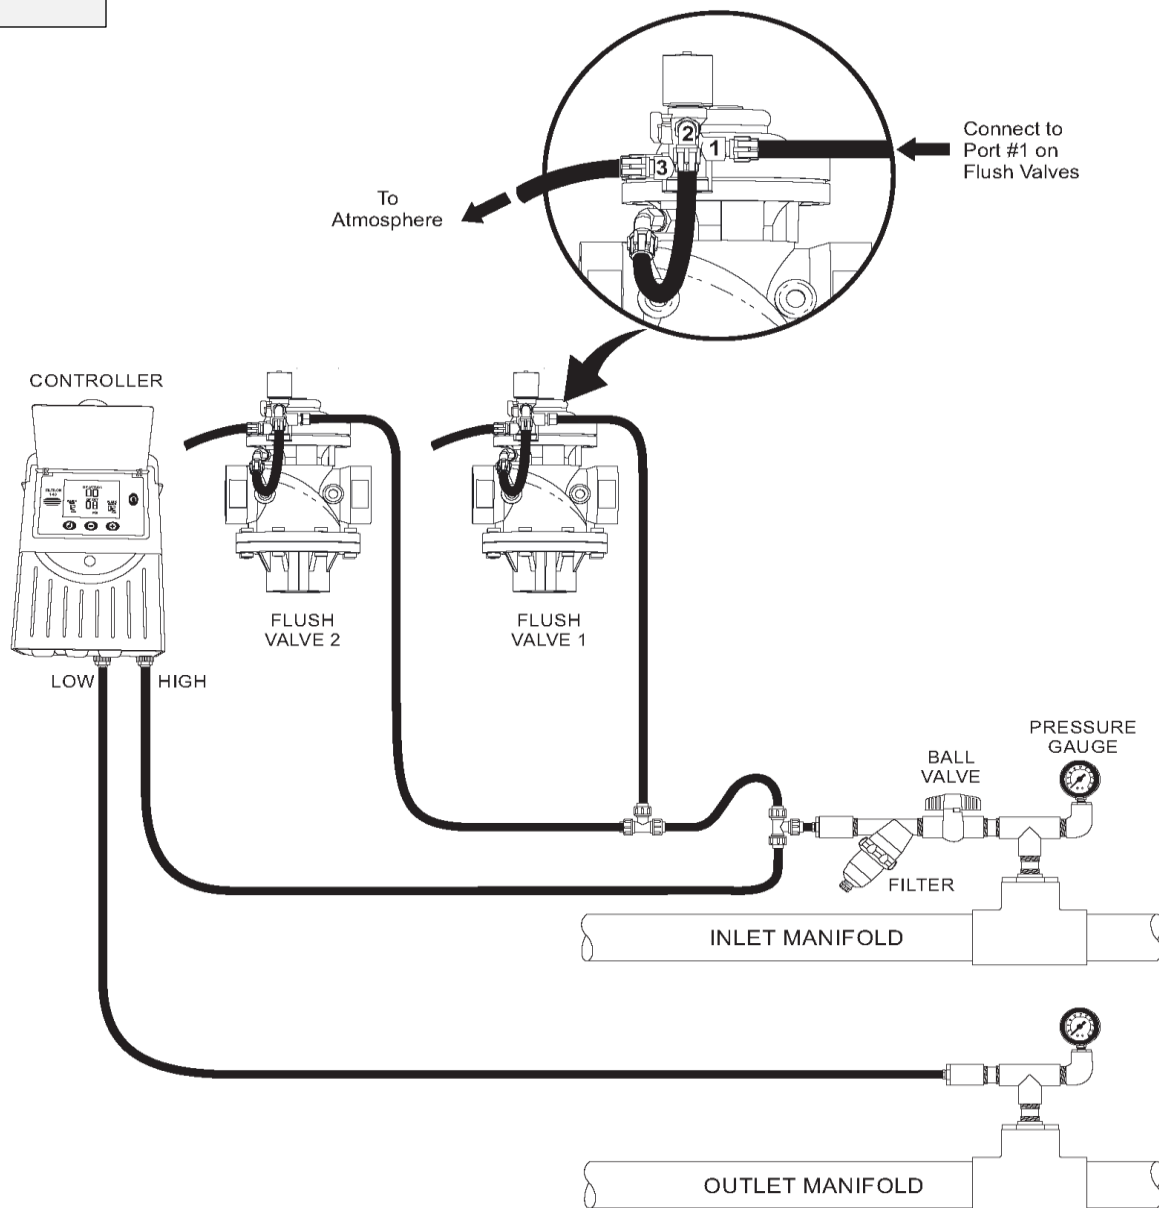 2
1
3
Connect to
Port #1 on
Flush Valves
To
Atmosphere
CONTROLLER
FLUSH
VALVE 2
FLUSH
VALVE 1
LOW
HIGH
PRESSURE
GAUGE
BALL
VALVE
FILTER
INLET MANIFOLD
OUTLET MANIFOLD